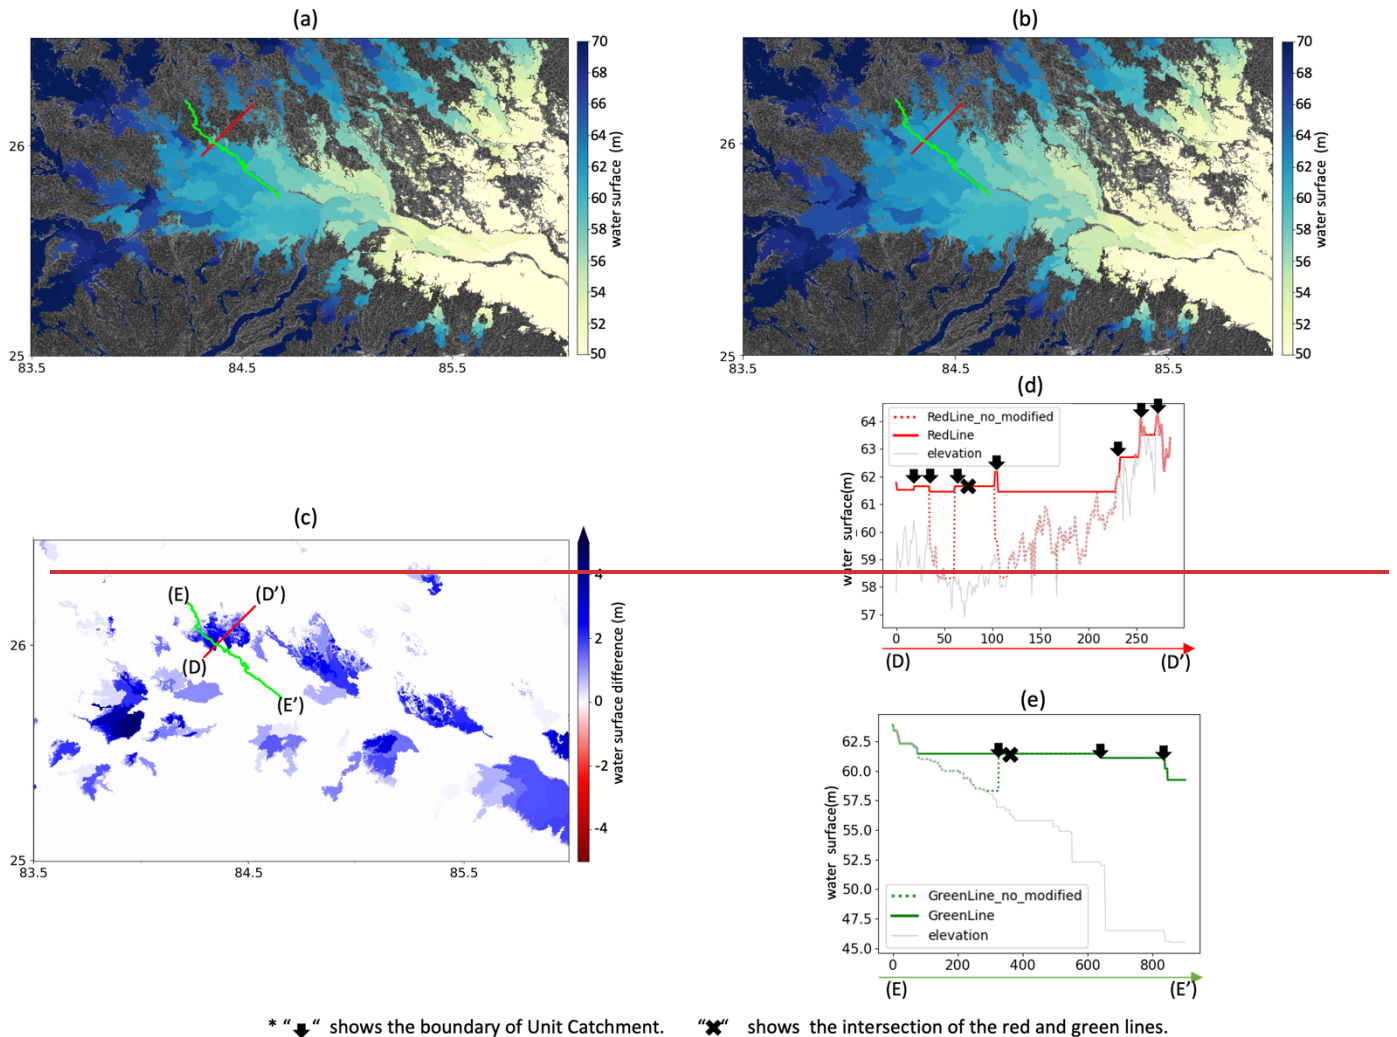 (a)
(b)
70
68
66
64
62
60
58
56
54
52
50
water surface (m)
26
25
83.5
84.5
85.5
70
68
66
64
62
60
58
56
54
52
50
water surface (m)
26
25
83.5
84.5
85.5
(c)
4
2
0
-2
-4
water surface difference (m)
(E)
(D')
(D)
(E')
26
25
83.5
84.5
85.5
(d)
RedLine_no_modified
RedLine
elevation
64
63
62
61
60
59
58
57
water surface(m)
0
50
100
150
200
250
(D)
(D')
(e)
62.5
60.0
57.5
55.0
52.5
50.0
47.5
45.0
water surface(m)
GreenLine_no_modified
GreenLine
elevation
0
200
400
600
800
(E)
(E')
* “ “ shows the boundary of Unit Catchment. “ “ shows the intersection of the red and green lines.